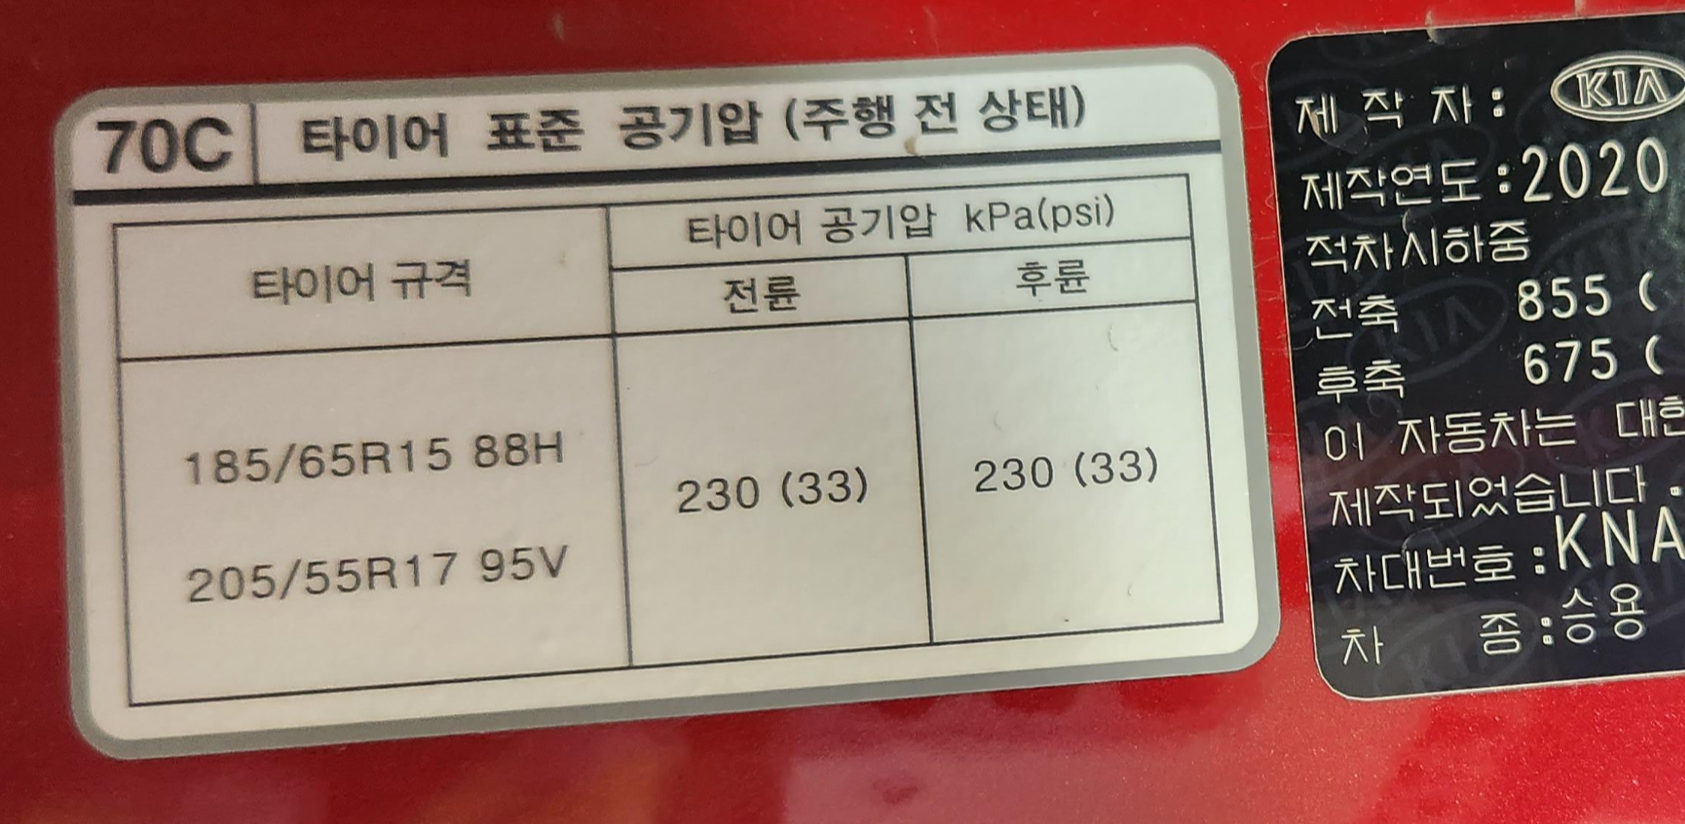 70C 타이어 표준 공기압 (주행 전 상태)
타이어 규격
타이어 공기압 kPa(psi)
전륜
후륜
185/65R15 88H
205/55R17 95V
230 (33)
230 (33)
제 작 자 : KIA
제작연도 : 2020
적차시하중
전축 855 (
후축 675 (
이 자동차는 대한
제작되었습니다 .
차대번호 : KNA
차 종 : 승용